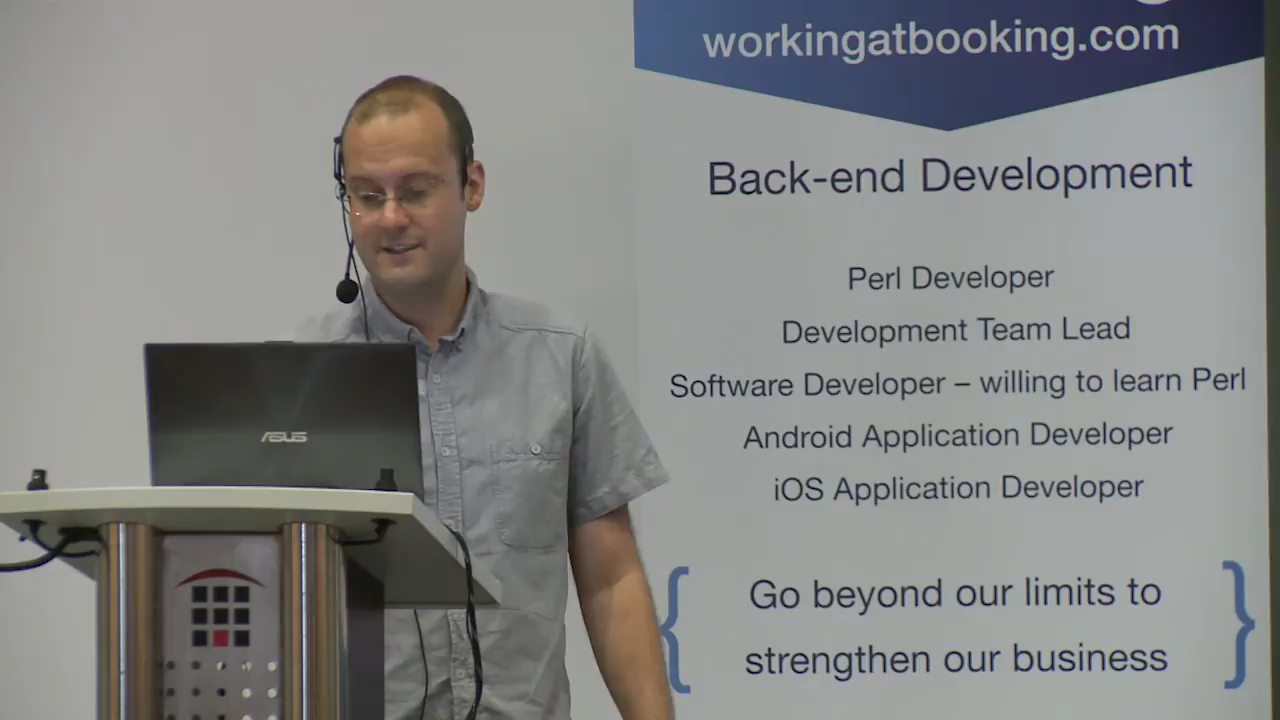 workingatbooking.com
Back-end Development
Perl Developer
Development Team Lead
Software Developer – willing to learn Perl
Android Application Developer
iOS Application Developer
{ Go beyond our limits to }
strengthen our business
ASUS